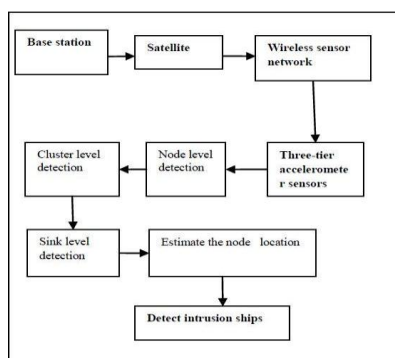 Base station
Satellite
Wireless sensor
network
Three-tier
acceleromete
r sensors
Node level
detection
Cluster level
detection
Sink level
detection
Estimate the node location
Detect intrusion ships